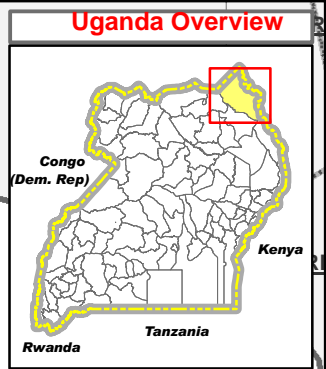 Uganda Overview
Congo
(Dem. Rep)
Kenya
Tanzania
Rwanda